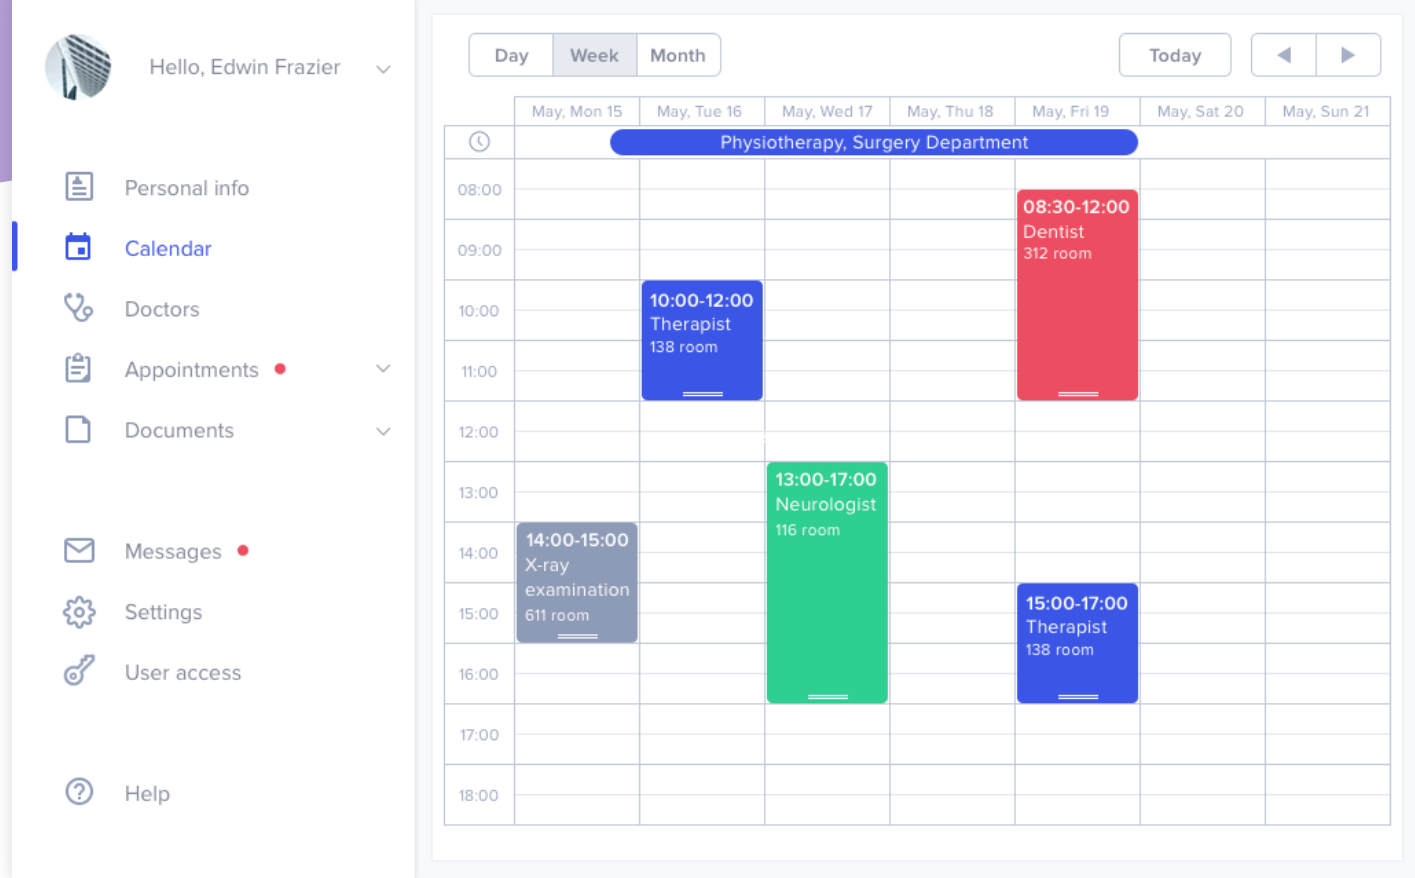 Hello, Edwin Frazier
Personal info
Calendar
Doctors
Appointments
Documents
Messages
Settings
User access
Help
Day Week Month Today
May, Mon 15 May, Tue 16 May, Wed 17 May, Thu 18 May, Fri 19 May, Sat 20 May, Sun 21
Physiotherapy, Surgery Department
08:00
09:00
10:00
11:00
12:00
13:00
14:00
15:00
16:00
17:00
18:00
14:00-15:00
X-ray
examination
611 room
10:00-12:00
Therapist
138 room
13:00-17:00
Neurologist
116 room
08:30-12:00
Dentist
312 room
15:00-17:00
Therapist
138 room